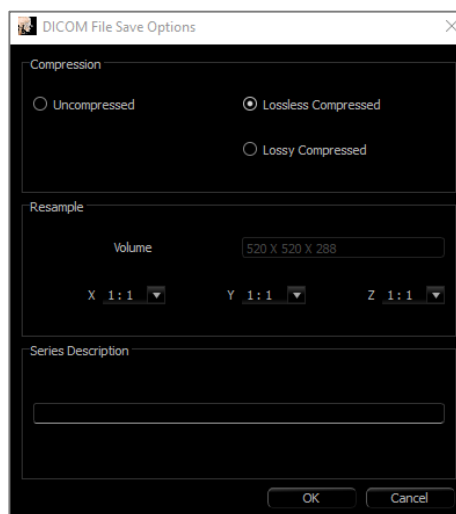 DICOM File Save Options
Compression
Uncompressed
Lossless Compressed
Lossy Compressed
Resample
Volume
520 X 520 X 288
X 1 : 1 Y 1 : 1 Z 1 : 1
Series Description
OK Cancel